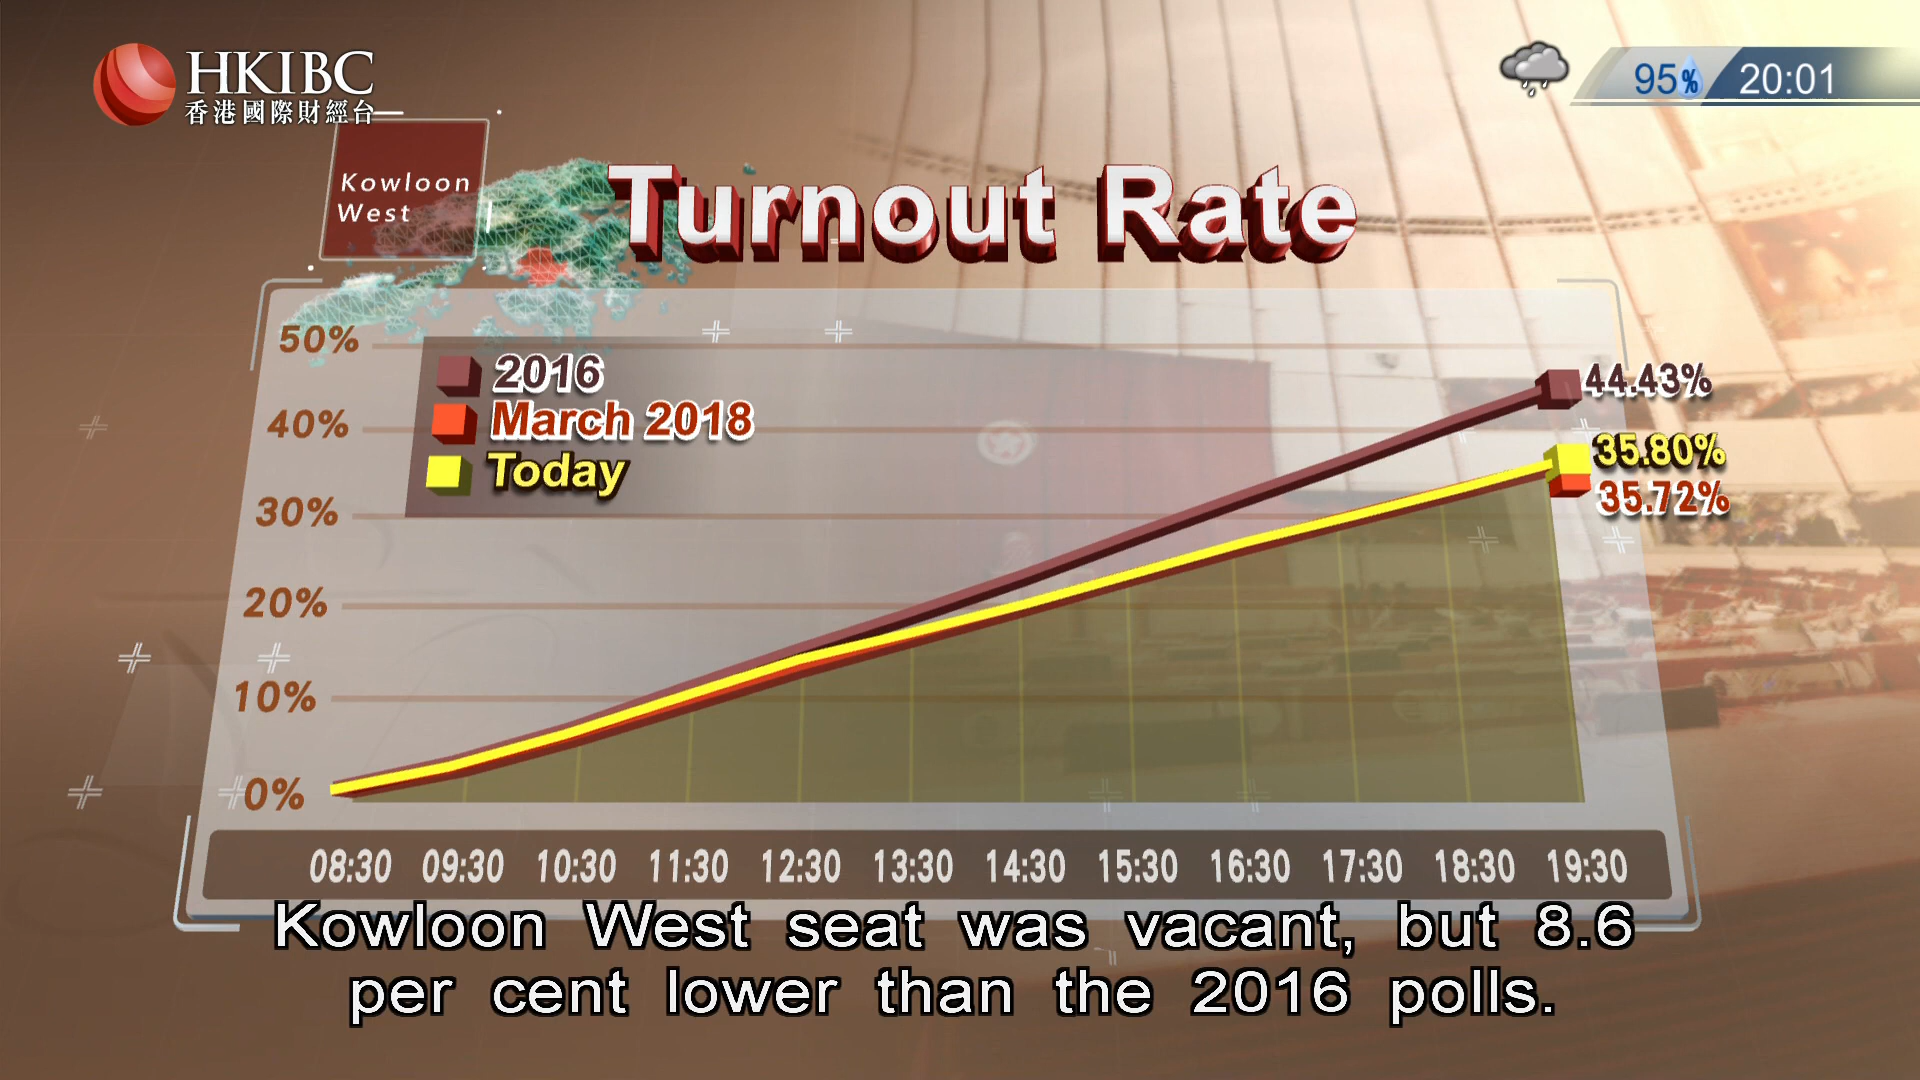 HKIBC
香港國際財經台
95%
20:01
Kowloon
West
Turnout Rate
50%
40%
30%
20%
10%
0%
2016
March 2018
Today
44.43%
35.80%
35.72%
08:30 09:30 10:30 11:30 12:30 13:30 14:30 15:30 16:30 17:30 18:30 19:30
Kowloon West seat was vacant, but 8.6
per cent lower than the 2016 polls.